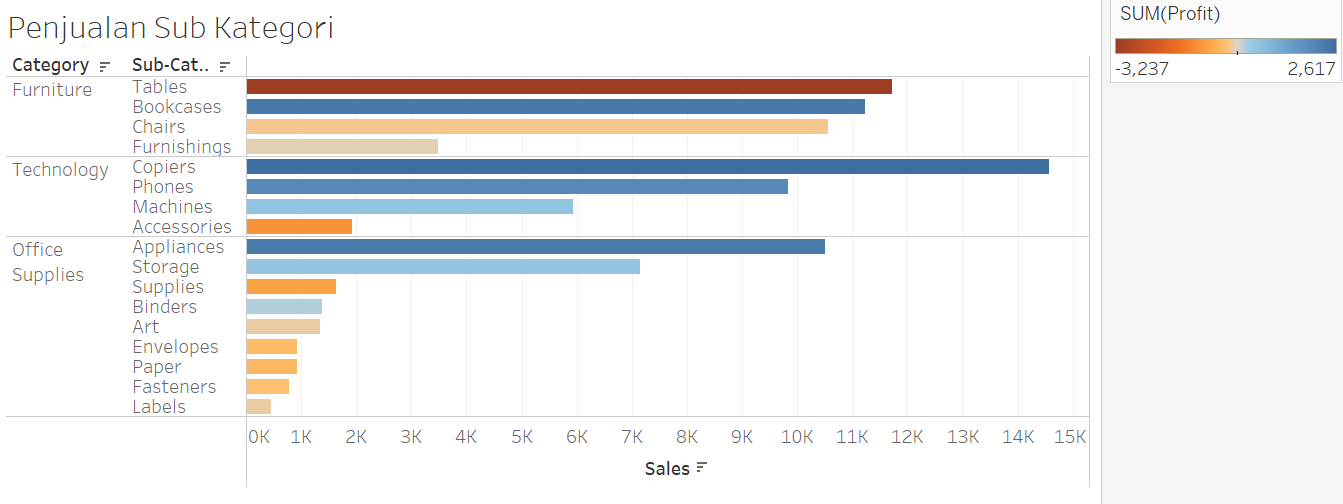 Penjualan Sub Kategori
SUM(Profit)
-3,237 2,617
Category Sub-Cat..
Furniture Tables
Bookcases
Chairs
Furnishings
Technology Copiers
Phones
Machines
Accessories
Office Supplies Appliances
Storage
Supplies
Binders
Art
Envelopes
Paper
Fasteners
Labels
0K 1K 2K 3K 4K 5K 6K 7K 8K 9K 10K 11K 12K 13K 14K 15K
Sales